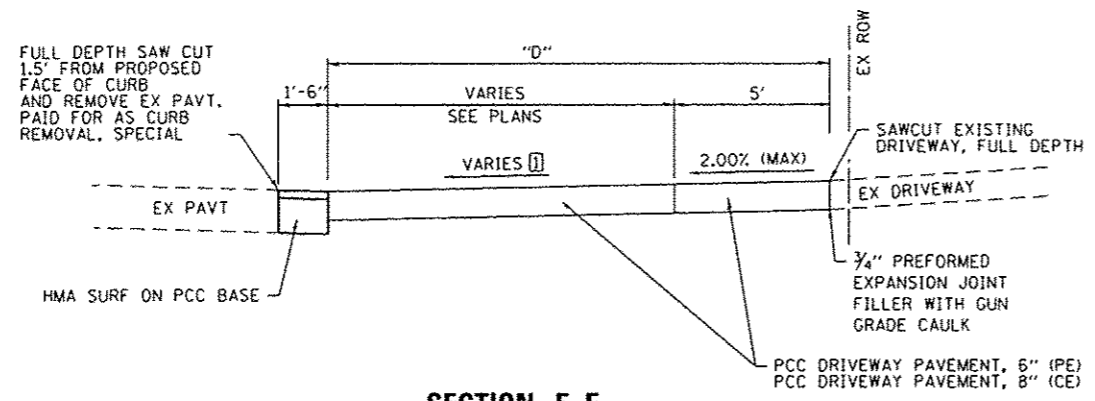 FULL DEPTH SAW CUT
1.5' FROM PROPOSED
FACE OF CURB
AND REMOVE EX PAVT.
PAID FOR AS CURB
REMOVAL, SPECIAL
"D"
EX ROW
1'-6"
VARIES
SEE PLANS
5'
SAWCUT EXISTING
DRIVEWAY, FULL DEPTH
VARIES 1
2.00% (MAX)
EX PAVT
EX DRIVEWAY
HMA SURF ON PCC BASE
3/4" PREFORMED
EXPANSION JOINT
FILLER WITH GUN
GRADE CAULK
PCC DRIVEWAY PAVEMENT, 6" (PE)
PCC DRIVEWAY PAVEMENT, 8" (CE)
SECTION E-E